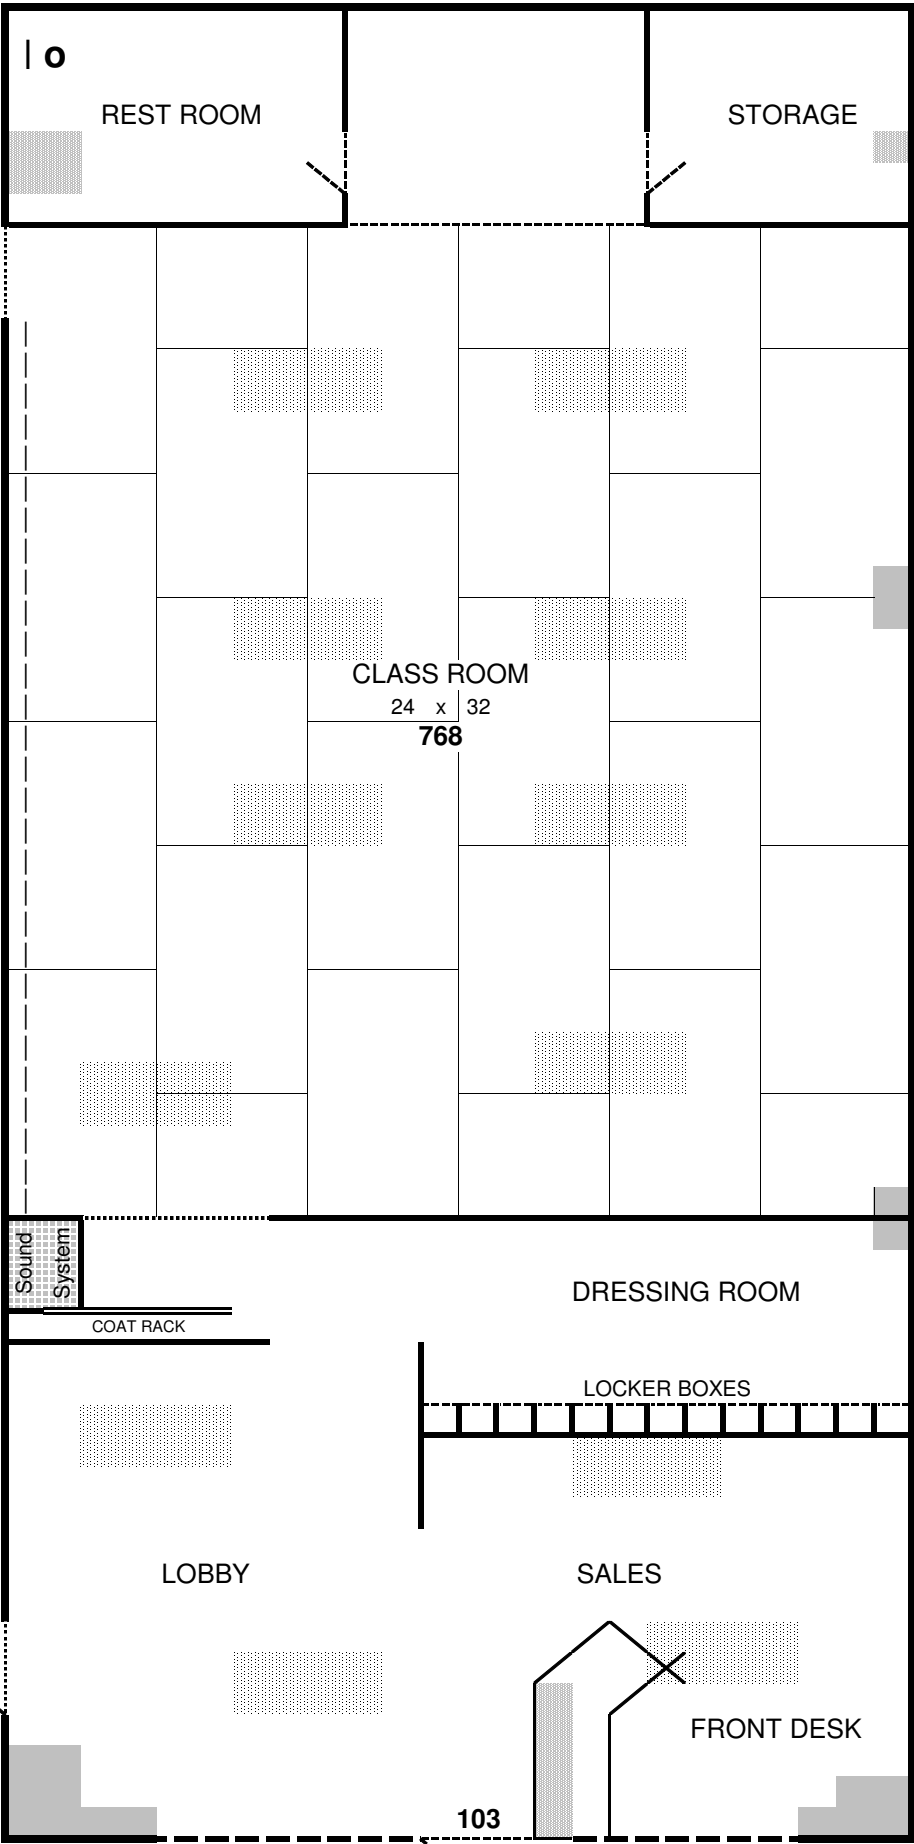 | o
REST ROOM
STORAGE
CLASS ROOM
24 x 32
768
Sound
System
DRESSING ROOM
COAT RACK
LOCKER BOXES
LOBBY
SALES
FRONT DESK
103